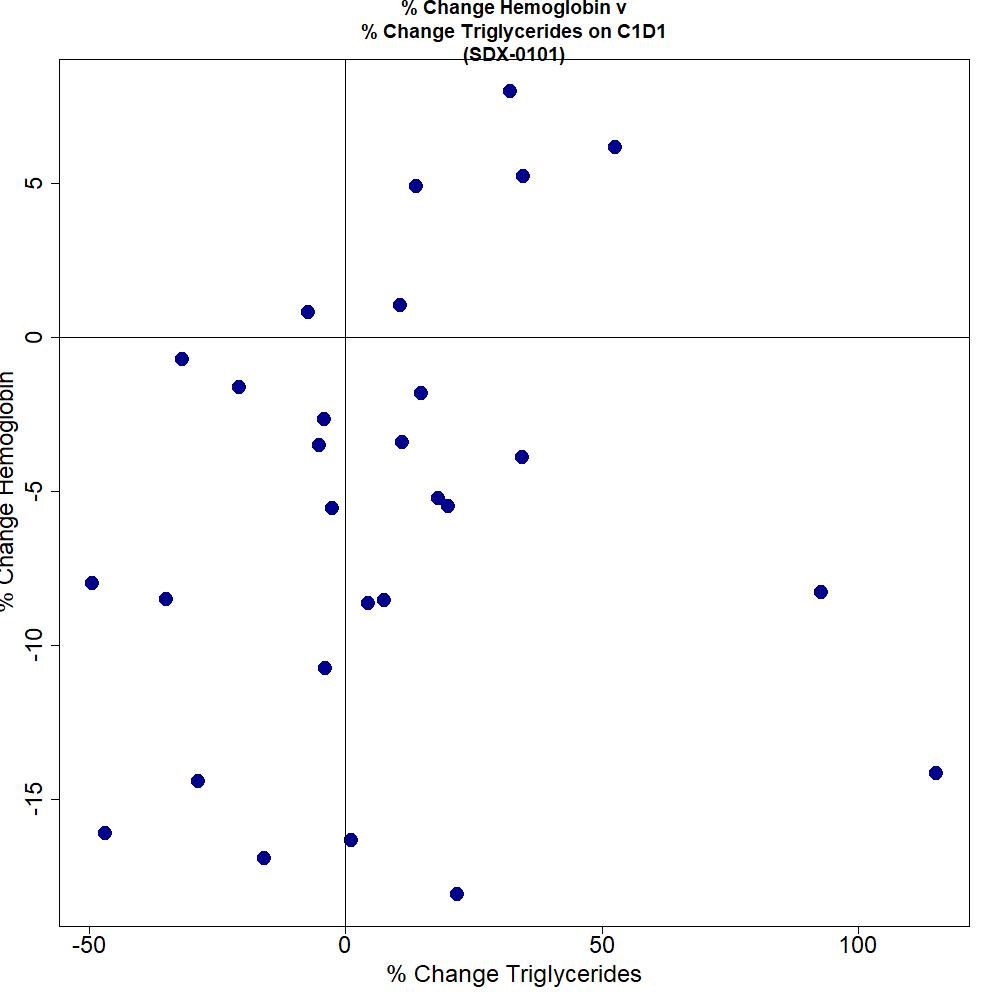 % Change Hemoglobin v
% Change Triglycerides on C1D1
(SDX-0101)
% Change Hemoglobin
5
0
-5
-10
-15
-50
0
50
100
% Change Triglycerides